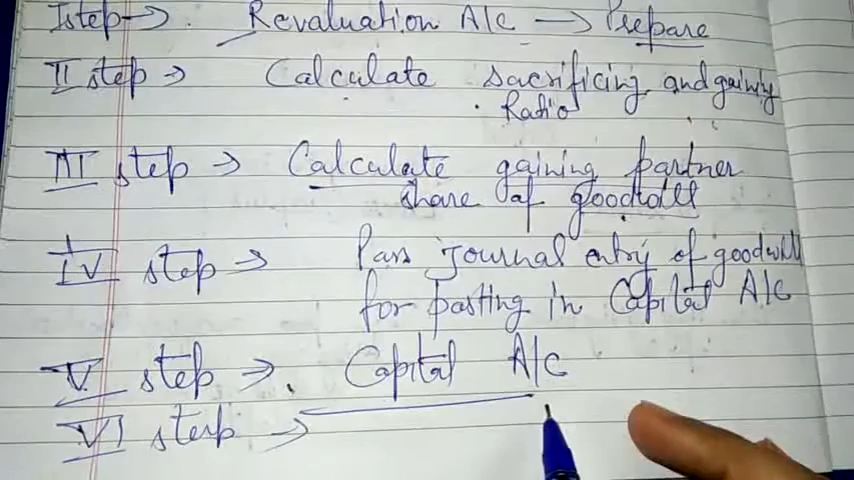 I step → Revaluation A/C → Prepare
II step → Calculate sacrificing and gaining
Ratio
III step → Calculate gaining partner
share of goodwill
IV step → Pass Journal entry of goodwill
for posting in Capital A/C
V step → Capital A/C
VI step →